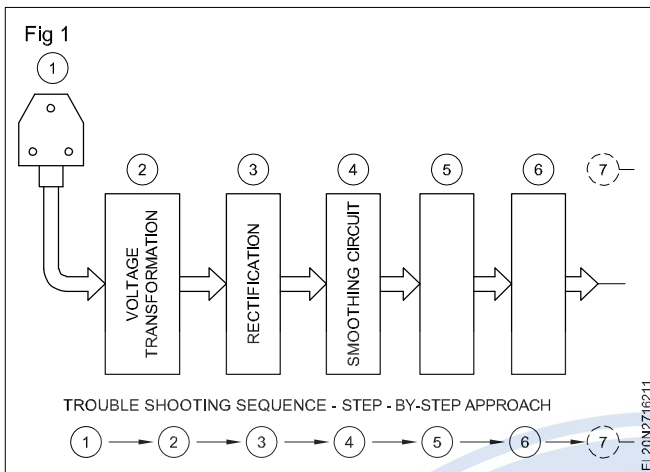 Fig 1
1
2
3
4
5
6
7
VOLTAGE
TRANSFORMATION
RECTIFICATION
SMOOTHING CIRCUIT
TROUBLE SHOOTING SEQUENCE - STEP - BY-STEP APPROACH
1 2 3 4 5 6 7
EL20N2716211